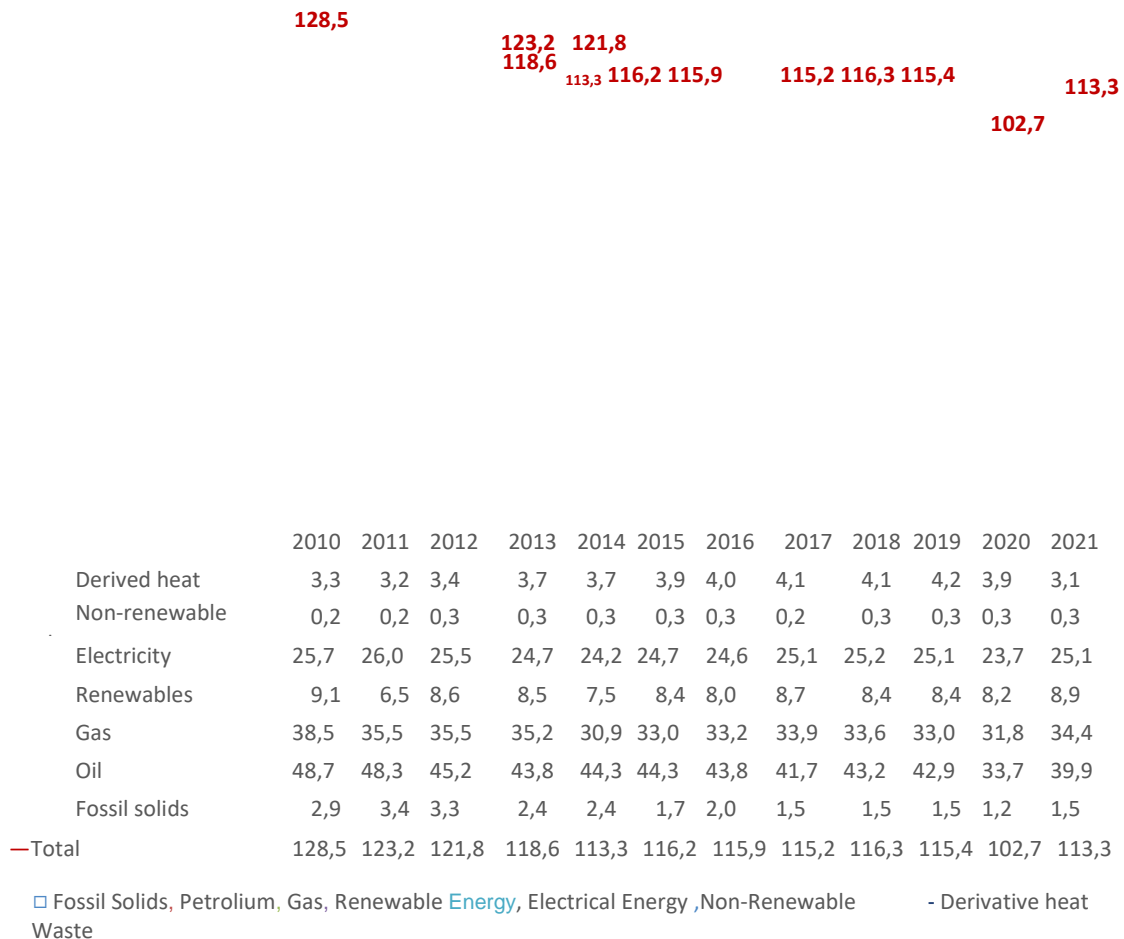 128,5
123,2 121,8
118,6
113,3 116,2 115,9 115,2 116,3 115,4
113,3
102,7
2010 2011 2012 2013 2014 2015 2016 2017 2018 2019 2020 2021
Derived heat 3,3 3,2 3,4 3,7 3,7 3,9 4,0 4,1 4,1 4,2 3,9 3,1
Non-renewable 0,2 0,2 0,3 0,3 0,3 0,3 0,3 0,2 0,3 0,3 0,3 0,3
Electricity 25,7 26,0 25,5 24,7 24,2 24,7 24,6 25,1 25,2 25,1 23,7 25,1
Renewables 9,1 6,5 8,6 8,5 7,5 8,4 8,0 8,7 8,4 8,4 8,2 8,9
Gas 38,5 35,5 35,5 35,2 30,9 33,0 33,2 33,9 33,6 33,0 31,8 34,4
Oil 48,7 48,3 45,2 43,8 44,3 44,3 43,8 41,7 43,2 42,9 33,7 39,9
Fossil solids 2,9 3,4 3,3 2,4 2,4 1,7 2,0 1,5 1,5 1,5 1,2 1,5
—Total 128,5 123,2 121,8 118,6 113,3 116,2 115,9 115,2 116,3 115,4 102,7 113,3
□ Fossil Solids, Petrolium, Gas, Renewable Energy, Electrical Energy ,Non-Renewable - Derivative heat
Waste